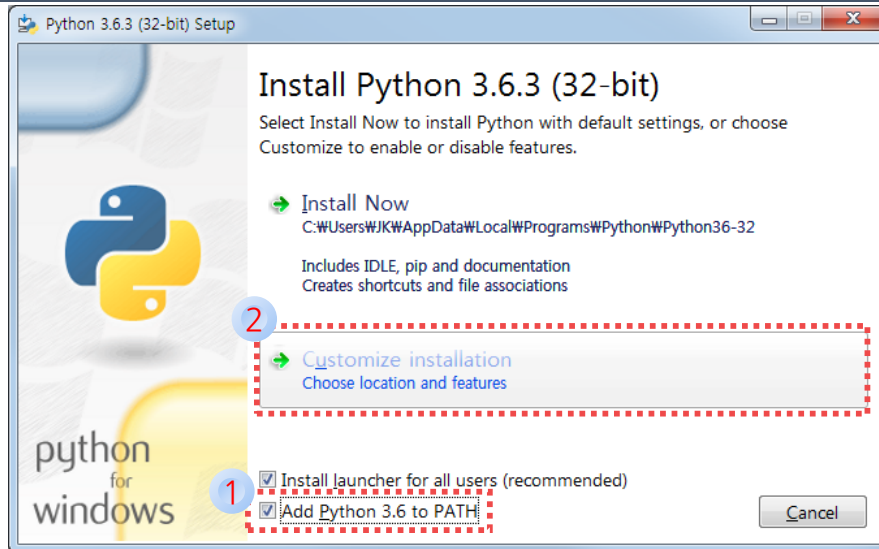 Python 3.6.3 (32-bit) Setup
Install Python 3.6.3 (32-bit)
Select Install Now to install Python with default settings, or choose
Customize to enable or disable features.
Install Now
C:₩Users₩JK₩AppData₩Local₩Programs₩Python₩Python36-32
Includes IDLE, pip and documentation
Creates shortcuts and file associations
2
Customize installation
Choose location and features
python
for
windows
1
Install launcher for all users (recommended)
Add Python 3.6 to PATH
Cancel